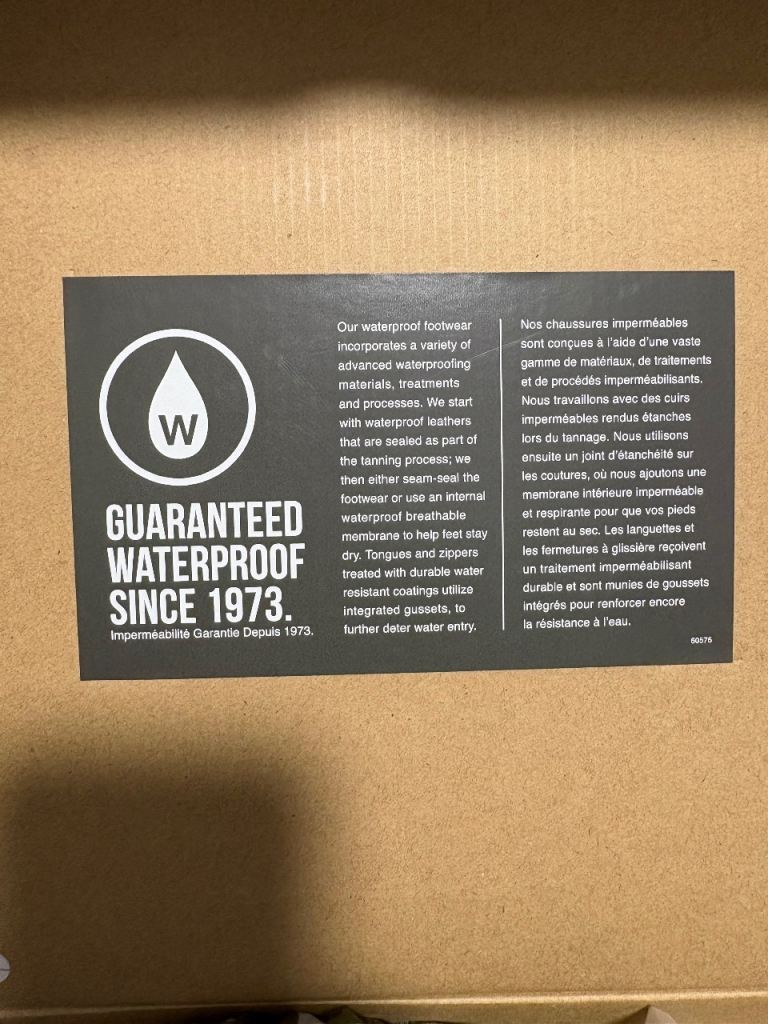 W
GUARANTEED
WATERPROOF
SINCE 1973.
Imperméabilité Garantie Depuis 1973.
Our waterproof footwear
incorporates a variety of
advanced waterproofing
materials, treatments
and processes. We start
with waterproof leathers
that are sealed as part of
the tanning process; we
then either seam-seal the
footwear or use an internal
waterproof breathable
membrane to help feet stay
dry. Tongues and zippers
treated with durable water
resistant coatings utilize
integrated gussets, to
further deter water entry.
Nos chaussures imperméables
sont conçues à l'aide d'une vaste
gamme de matériaux, de traitements
et de procédés imperméabilisants.
Nous travaillons avec des cuirs
imperméables rendus étanches
lors du tannage. Nous utilisons
ensuite un joint d'étanchéité sur
les coutures, où nous ajoutons une
membrane intérieure imperméable
et respirante pour que vos pieds
restent au sec. Les languettes et
les fermetures à glissière reçoivent
un traitement imperméabilisant
durable et sont munies de goussets
intégrés pour renforcer encore
la résistance à l'eau.
60576